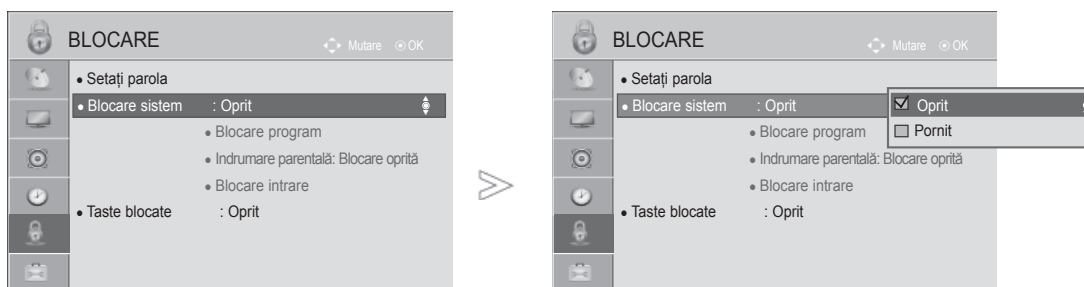 BLOCARE
Mutare OK
• Setați parola
• Blocare sistem : Oprit
• Blocare program
• Indrumare parentală: Blocare oprită
• Blocare intrare
• Taste blocate : Oprit
BLOCARE
Mutare OK
• Setați parola
• Blocare sistem : Oprit
Oprit
Pornit
• Blocare program
• Indrumare parentală: Blocare oprită
• Blocare intrare
• Taste blocate : Oprit